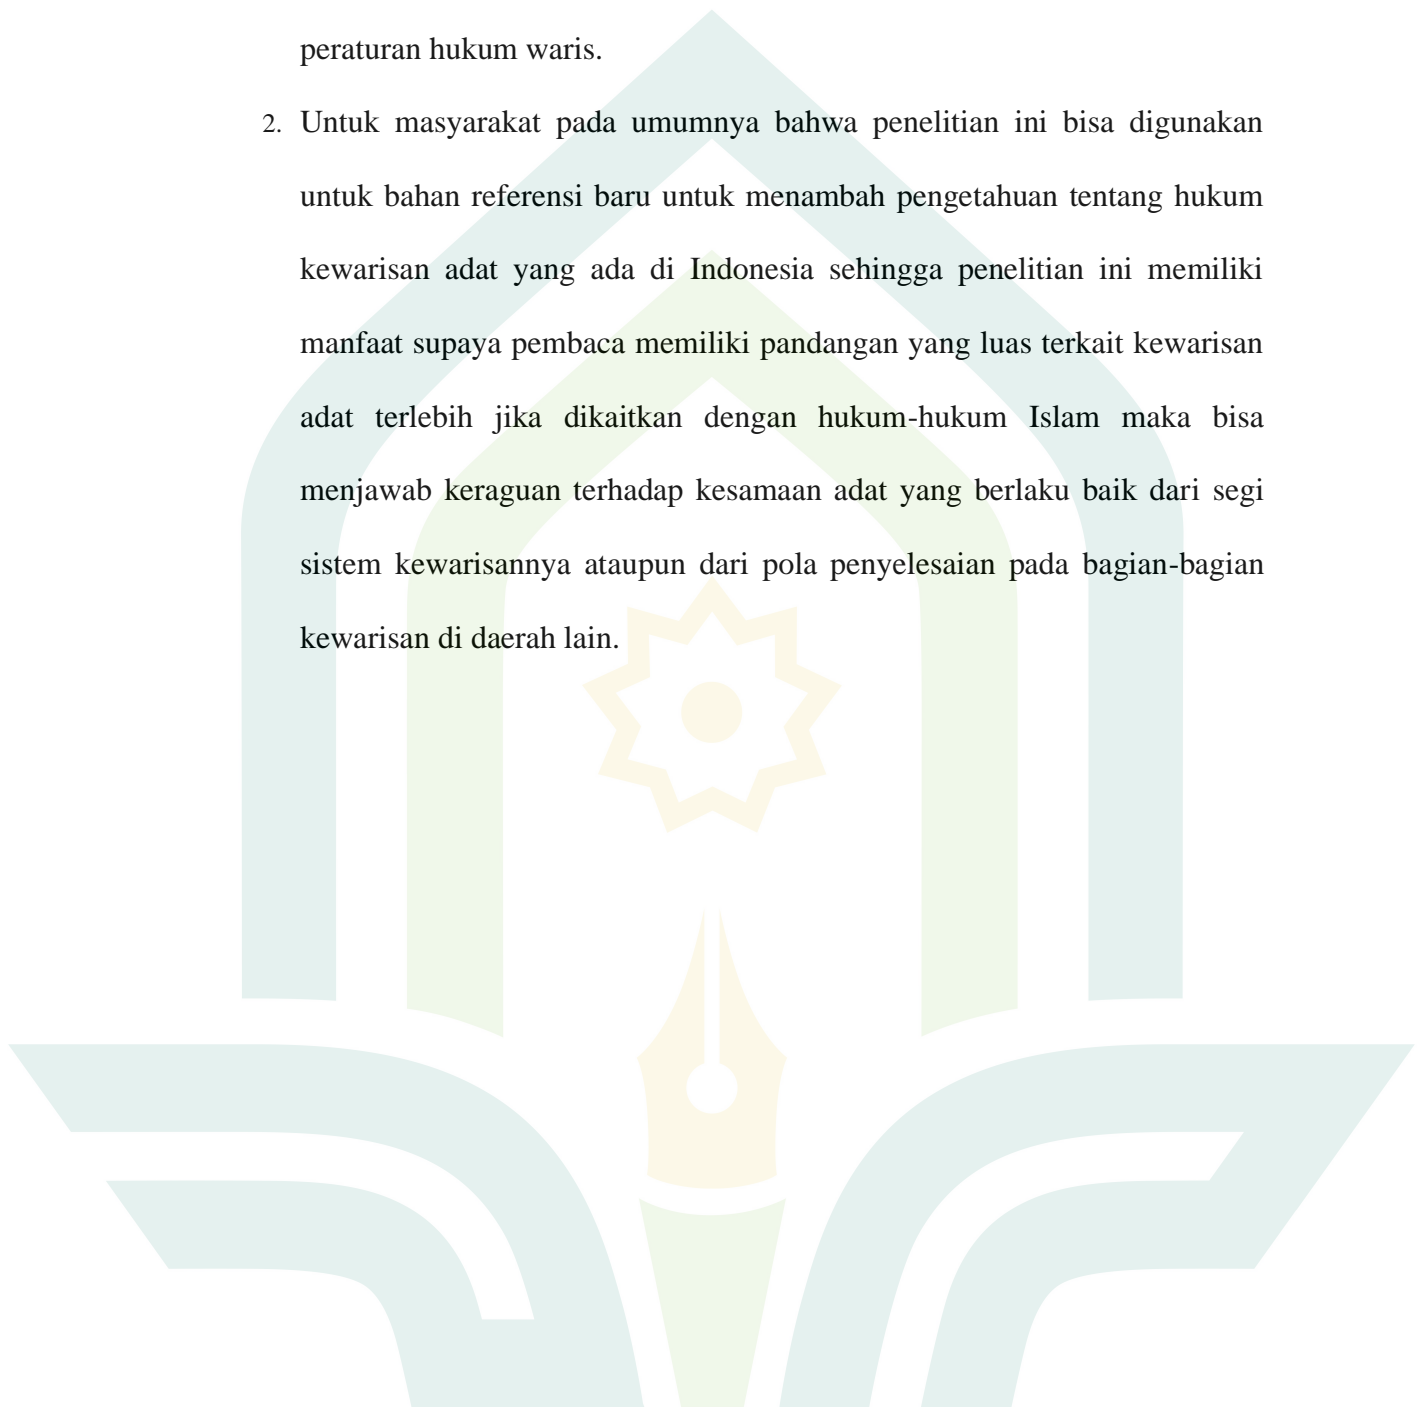 peraturan hukum waris.
2. Untuk masyarakat pada umumnya bahwa penelitian ini bisa digunakan
untuk bahan referensi baru untuk menambah pengetahuan tentang hukum
kewarisan adat yang ada di Indonesia sehingga penelitian ini memiliki
manfaat supaya pembaca memiliki pandangan yang luas terkait kewarisan
adat terlebih jika dikaitkan dengan hukum-hukum Islam maka bisa
menjawab keraguan terhadap kesamaan adat yang berlaku baik dari segi
sistem kewarisannya ataupun dari pola penyelesaian pada bagian-bagian
kewarisan di daerah lain.